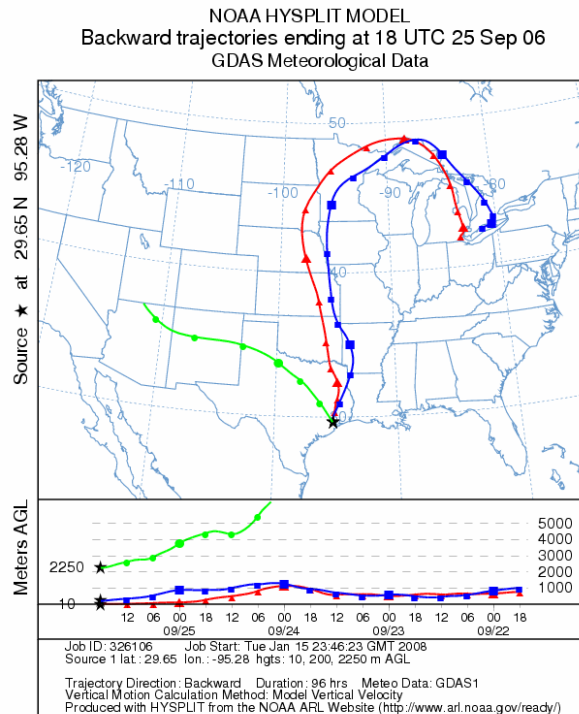 NOAA HYSPLIT MODEL
Backward trajectories ending at 18 UTC 25 Sep 06
GDAS Meteorological Data
Source ★ at 29.65 N 95.28 W
50
-120
-110
-100
-90
-80
40
Meters AGL
2250
10
5000
4000
3000
2000
1000
12 06 00 18 12 06 00 18 12 06 00 18 12 06 00 18
09/25 09/24 09/23 09/22
Job ID: 326106 Job Start: Tue Jan 15 23:46:23 GMT 2008
Source 1 lat.: 29.65 lon.: -95.28 hgts: 10, 200, 2250 m AGL
Trajectory Direction: Backward Duration: 96 hrs Meteo Data: GDAS1
Vertical Motion Calculation Method: Model Vertical Velocity
Produced with HYSPLIT from the NOAA ARL Website (http://www.arl.noaa.gov/ready/)